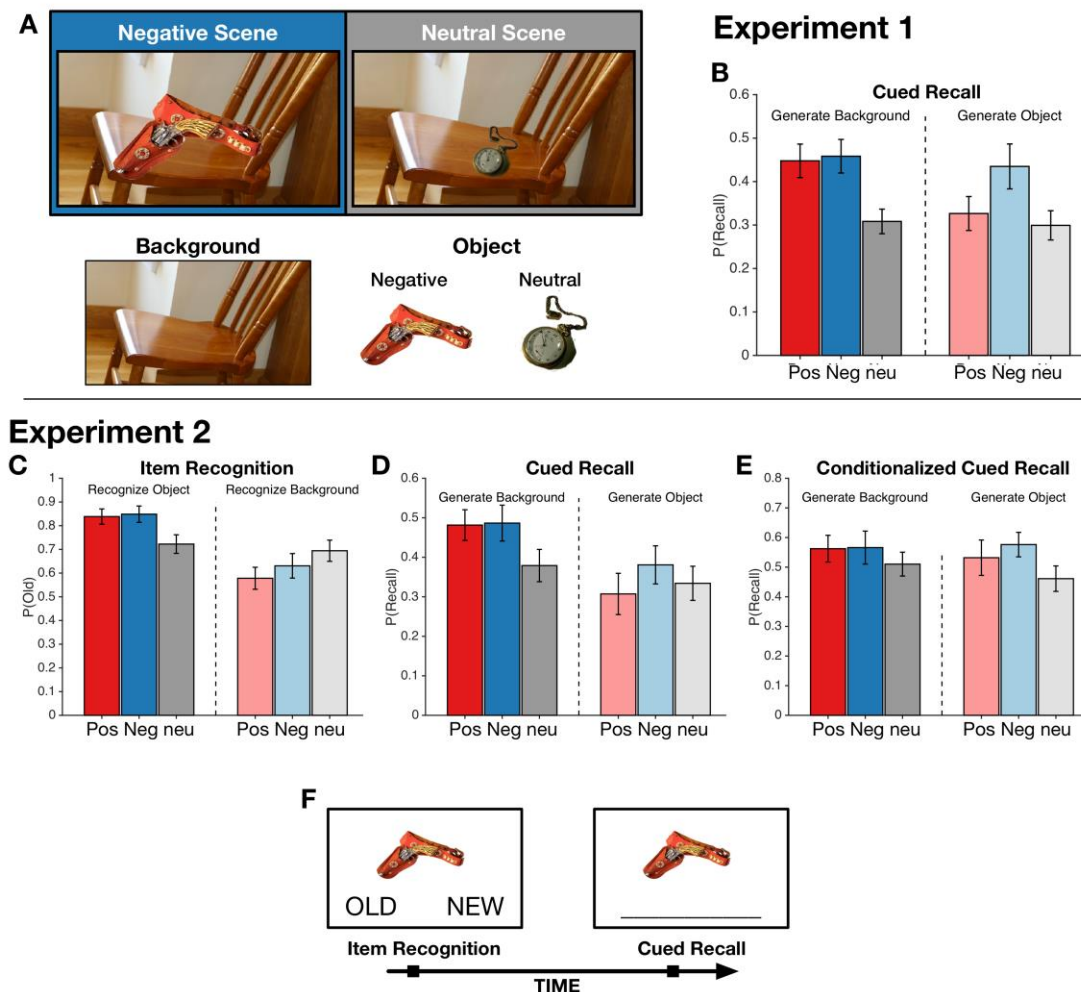 A
Negative Scene
Neutral Scene
Background
Object
Negative
Neutral
Experiment 1
B
Cued Recall
Generate Background
Generate Object
P(Recall)
0.6
0.5
0.4
0.3
0.2
0.1
0
Pos Neg neu
Pos Neg neu
Experiment 2
C
Item Recognition
Recognize Object
Recognize Background
P(Old)
1
0.9
0.8
0.7
0.6
0.5
0.4
0.3
0.2
0.1
0
Pos Neg neu
Pos Neg neu
D
Cued Recall
Generate Background
Generate Object
P(Recall)
0.6
0.5
0.4
0.3
0.2
0.1
0
Pos Neg neu
Pos Neg neu
E
Conditionalized Cued Recall
Generate Background
Generate Object
P(Recall)
0.8
0.7
0.6
0.5
0.4
0.3
0.2
0.1
0
Pos Neg neu
Pos Neg neu
F
OLD NEW
Item Recognition
Cued Recall
TIME